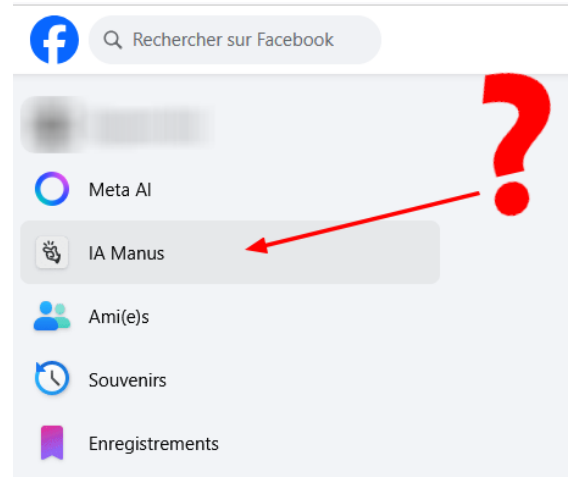 Rechercher sur Facebook
Meta AI
IA Manus
Ami(e)s
Souvenirs
Enregistrements
?